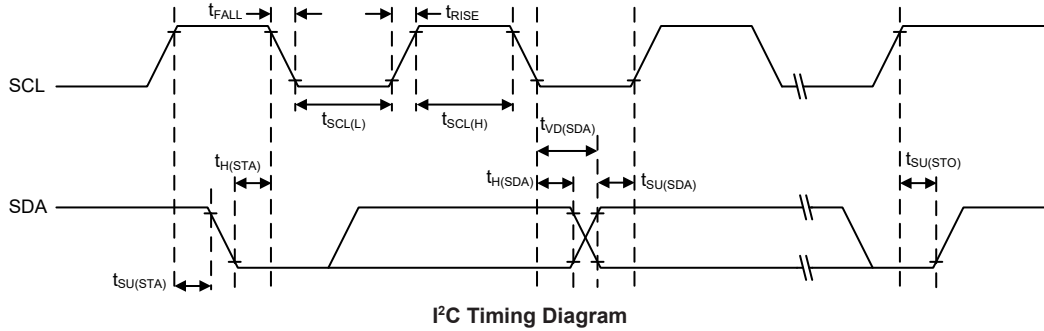 tFALL
tRISE
SCL
tSCL(L)
tSCL(H)
tVD(SDA)
tH(STA)
tH(SDA)
tSU(SDA)
tSU(STO)
SDA
tSU(STA)
I²C Timing Diagram